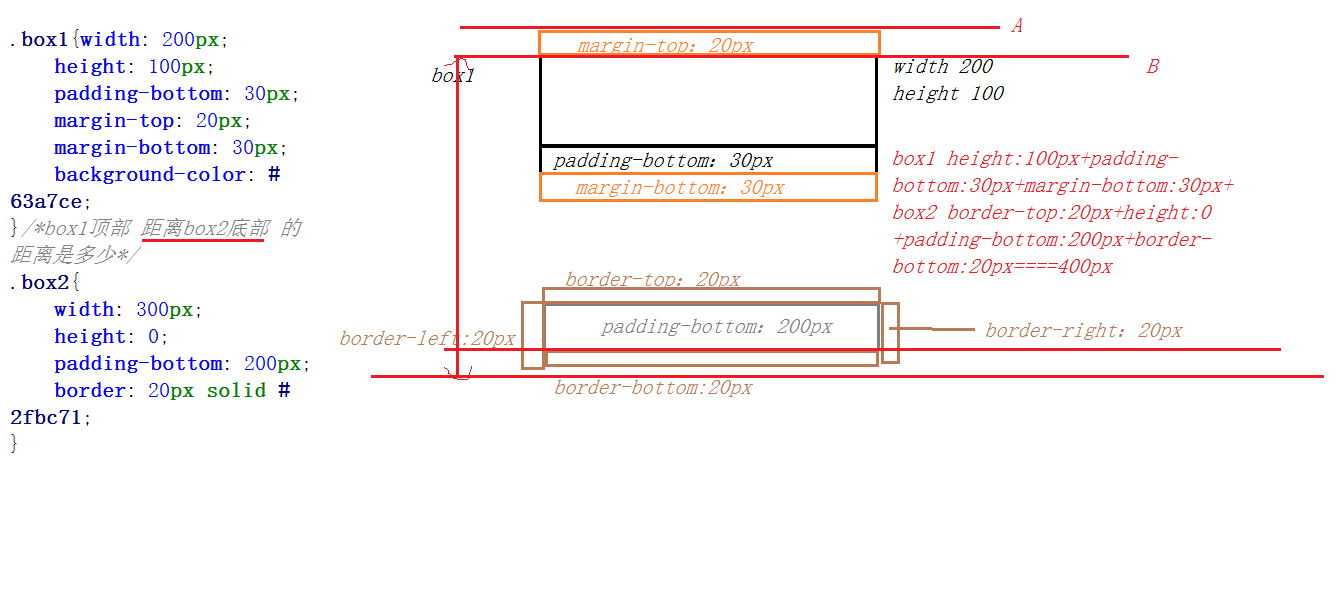 .box1{width: 200px;
height: 100px;
padding-bottom: 30px;
margin-top: 20px;
margin-bottom: 30px;
background-color: #
63a7ce;
}/*box1顶部 距离box2底部 的
距离是多少*/
.box2{
width: 300px;
height: 0;
padding-bottom: 200px;
border: 20px solid #
2fbc71;
}
A
margin-top: 20px
B
box1
width 200
height 100
padding-bottom: 30px
margin-bottom: 30px
box1 height:100px+padding-
bottom:30px+margin-bottom:30px+
box2 border-top:20px+height:0
+padding-bottom:200px+border-
bottom:20px====400px
border-top: 20px
padding-bottom: 200px
border-left:20px
border-right: 20px
border-bottom:20px